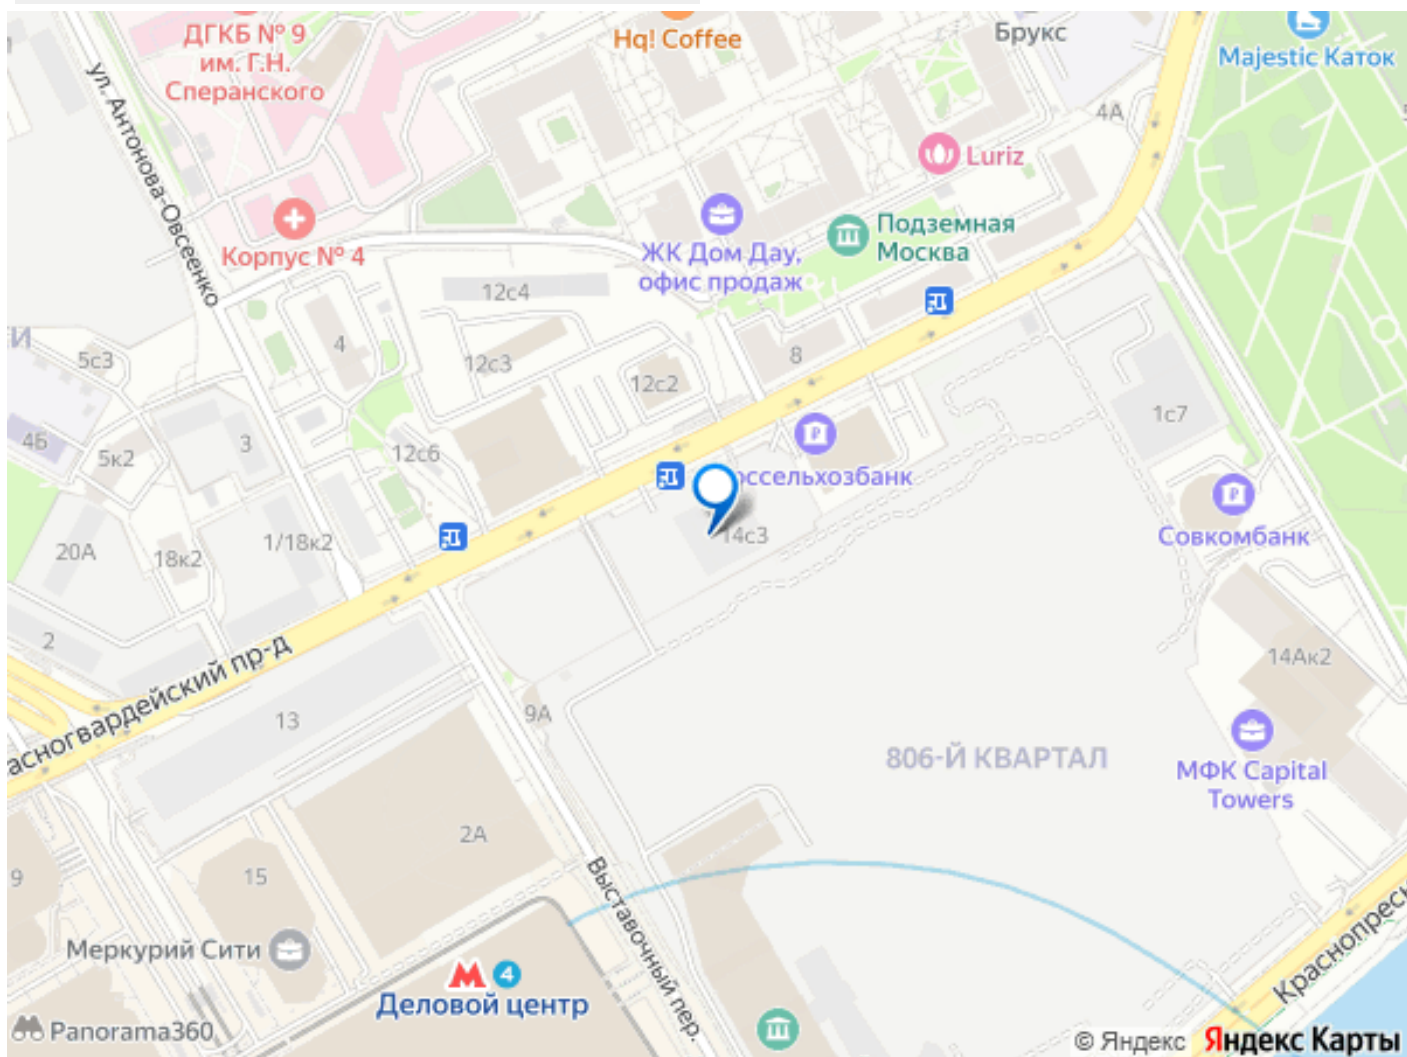 ДГКБ № 9
им. Г.Н.
Сперанского
Hq! Coffee
Брукс
Majestic Каток
4А
ул. Антонова-Овсеенко
Luriz
Корпус № 4
ЖК Дом Дау,
офис продаж
Подземная
Москва
12с4
4
5с3
12с3
12с2
8
1с7
4Б
5к2
3
12с6
оссельхозбанк
Совкомбанк
14с3
20А
18к2
1/18к2
2
асногвардейский пр-д
13
9А
14Ак2
806-Й КВАРТАЛ
МФК Capital
Towers
2А
15
9
Выставочный пер.
Меркурий Сити
М 4
Деловой центр
Panorama360
Краснопресн
© Яндекс Яндекс Карты